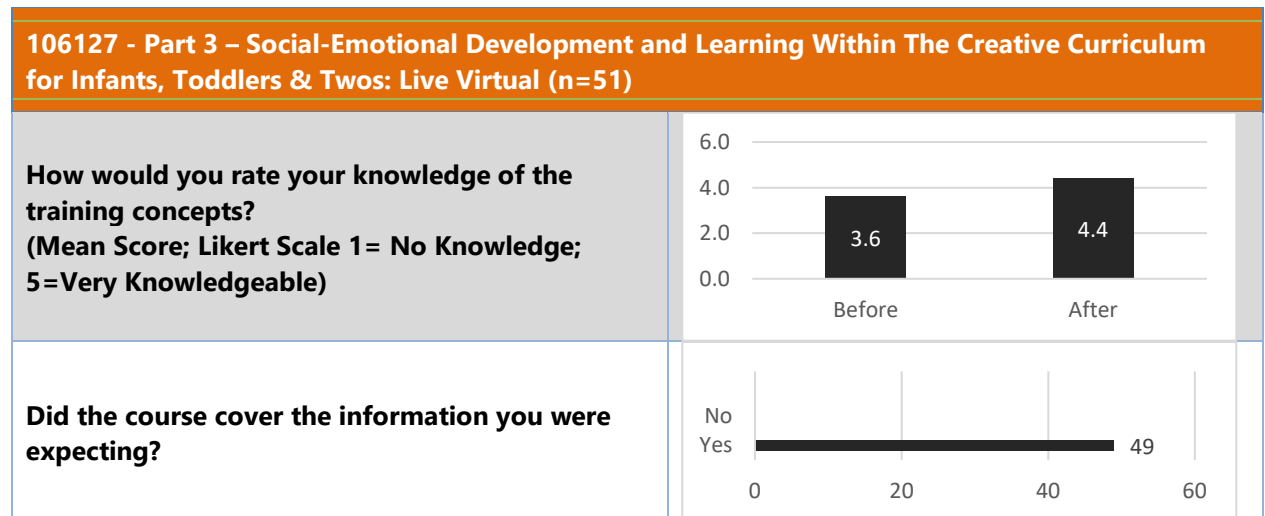 106127 - Part 3 – Social-Emotional Development and Learning Within The Creative Curriculum
for Infants, Toddlers & Twos: Live Virtual (n=51)
How would you rate your knowledge of the
training concepts?
(Mean Score; Likert Scale 1= No Knowledge;
5=Very Knowledgeable)
6.0
4.0
2.0
0.0
3.6
4.4
Before After
Did the course cover the information you were
expecting?
No
Yes
49
0 20 40 60